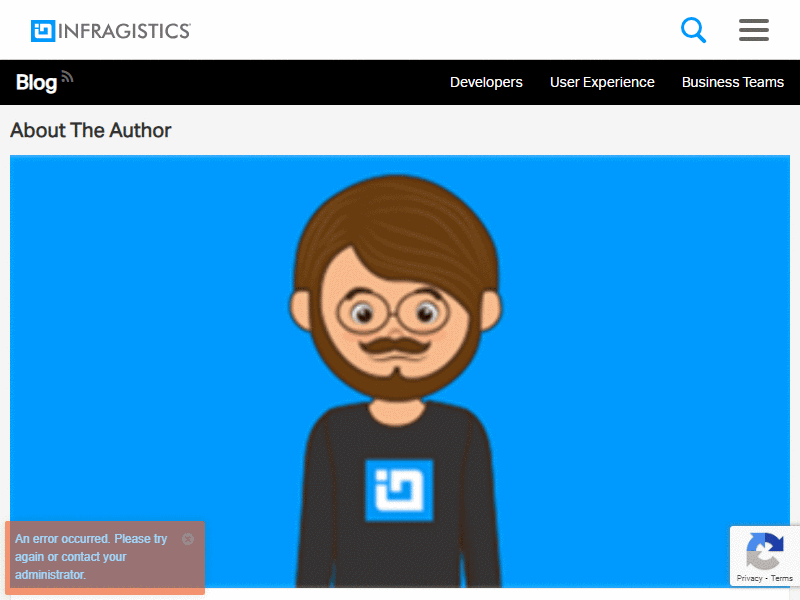 INFRAGISTICS
Blog
Developers
User Experience
Business Teams
About The Author
An error occurred. Please try
again or contact your
administrator.
Privacy - Terms